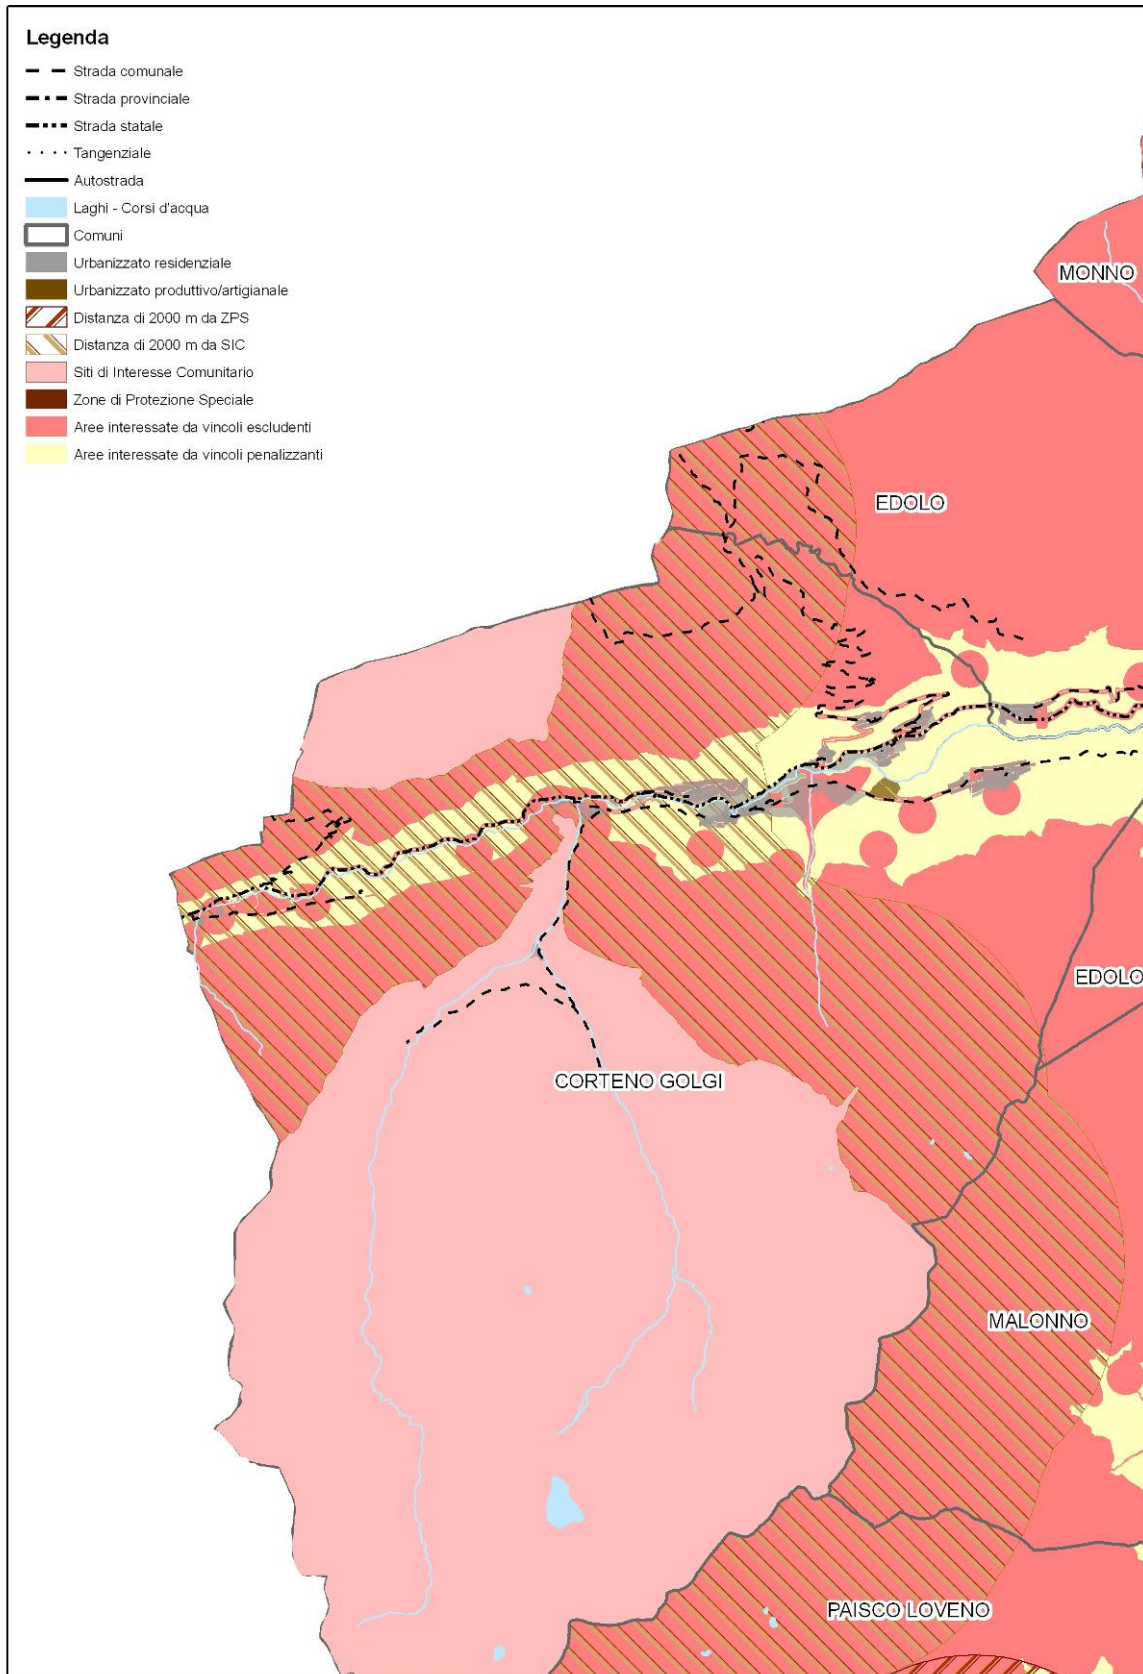 Legenda
Strada comunale
Strada provinciale
Strada statale
Tangenziale
Autostrada
Laghi - Corsi d'acqua
Comuni
Urbanizzato residenziale
Urbanizzato produttivo/artigianale
Distanza di 2000 m da ZPS
Distanza di 2000 m da SIC
Siti di Interesse Comunitario
Zone di Protezione Speciale
Aree interessate da vincoli escludenti
Aree interessate da vincoli penalizzanti
MONNO
EDOLO
EDOLO
CORTENO GOLGI
MALONNO
PAISCO LOVENO